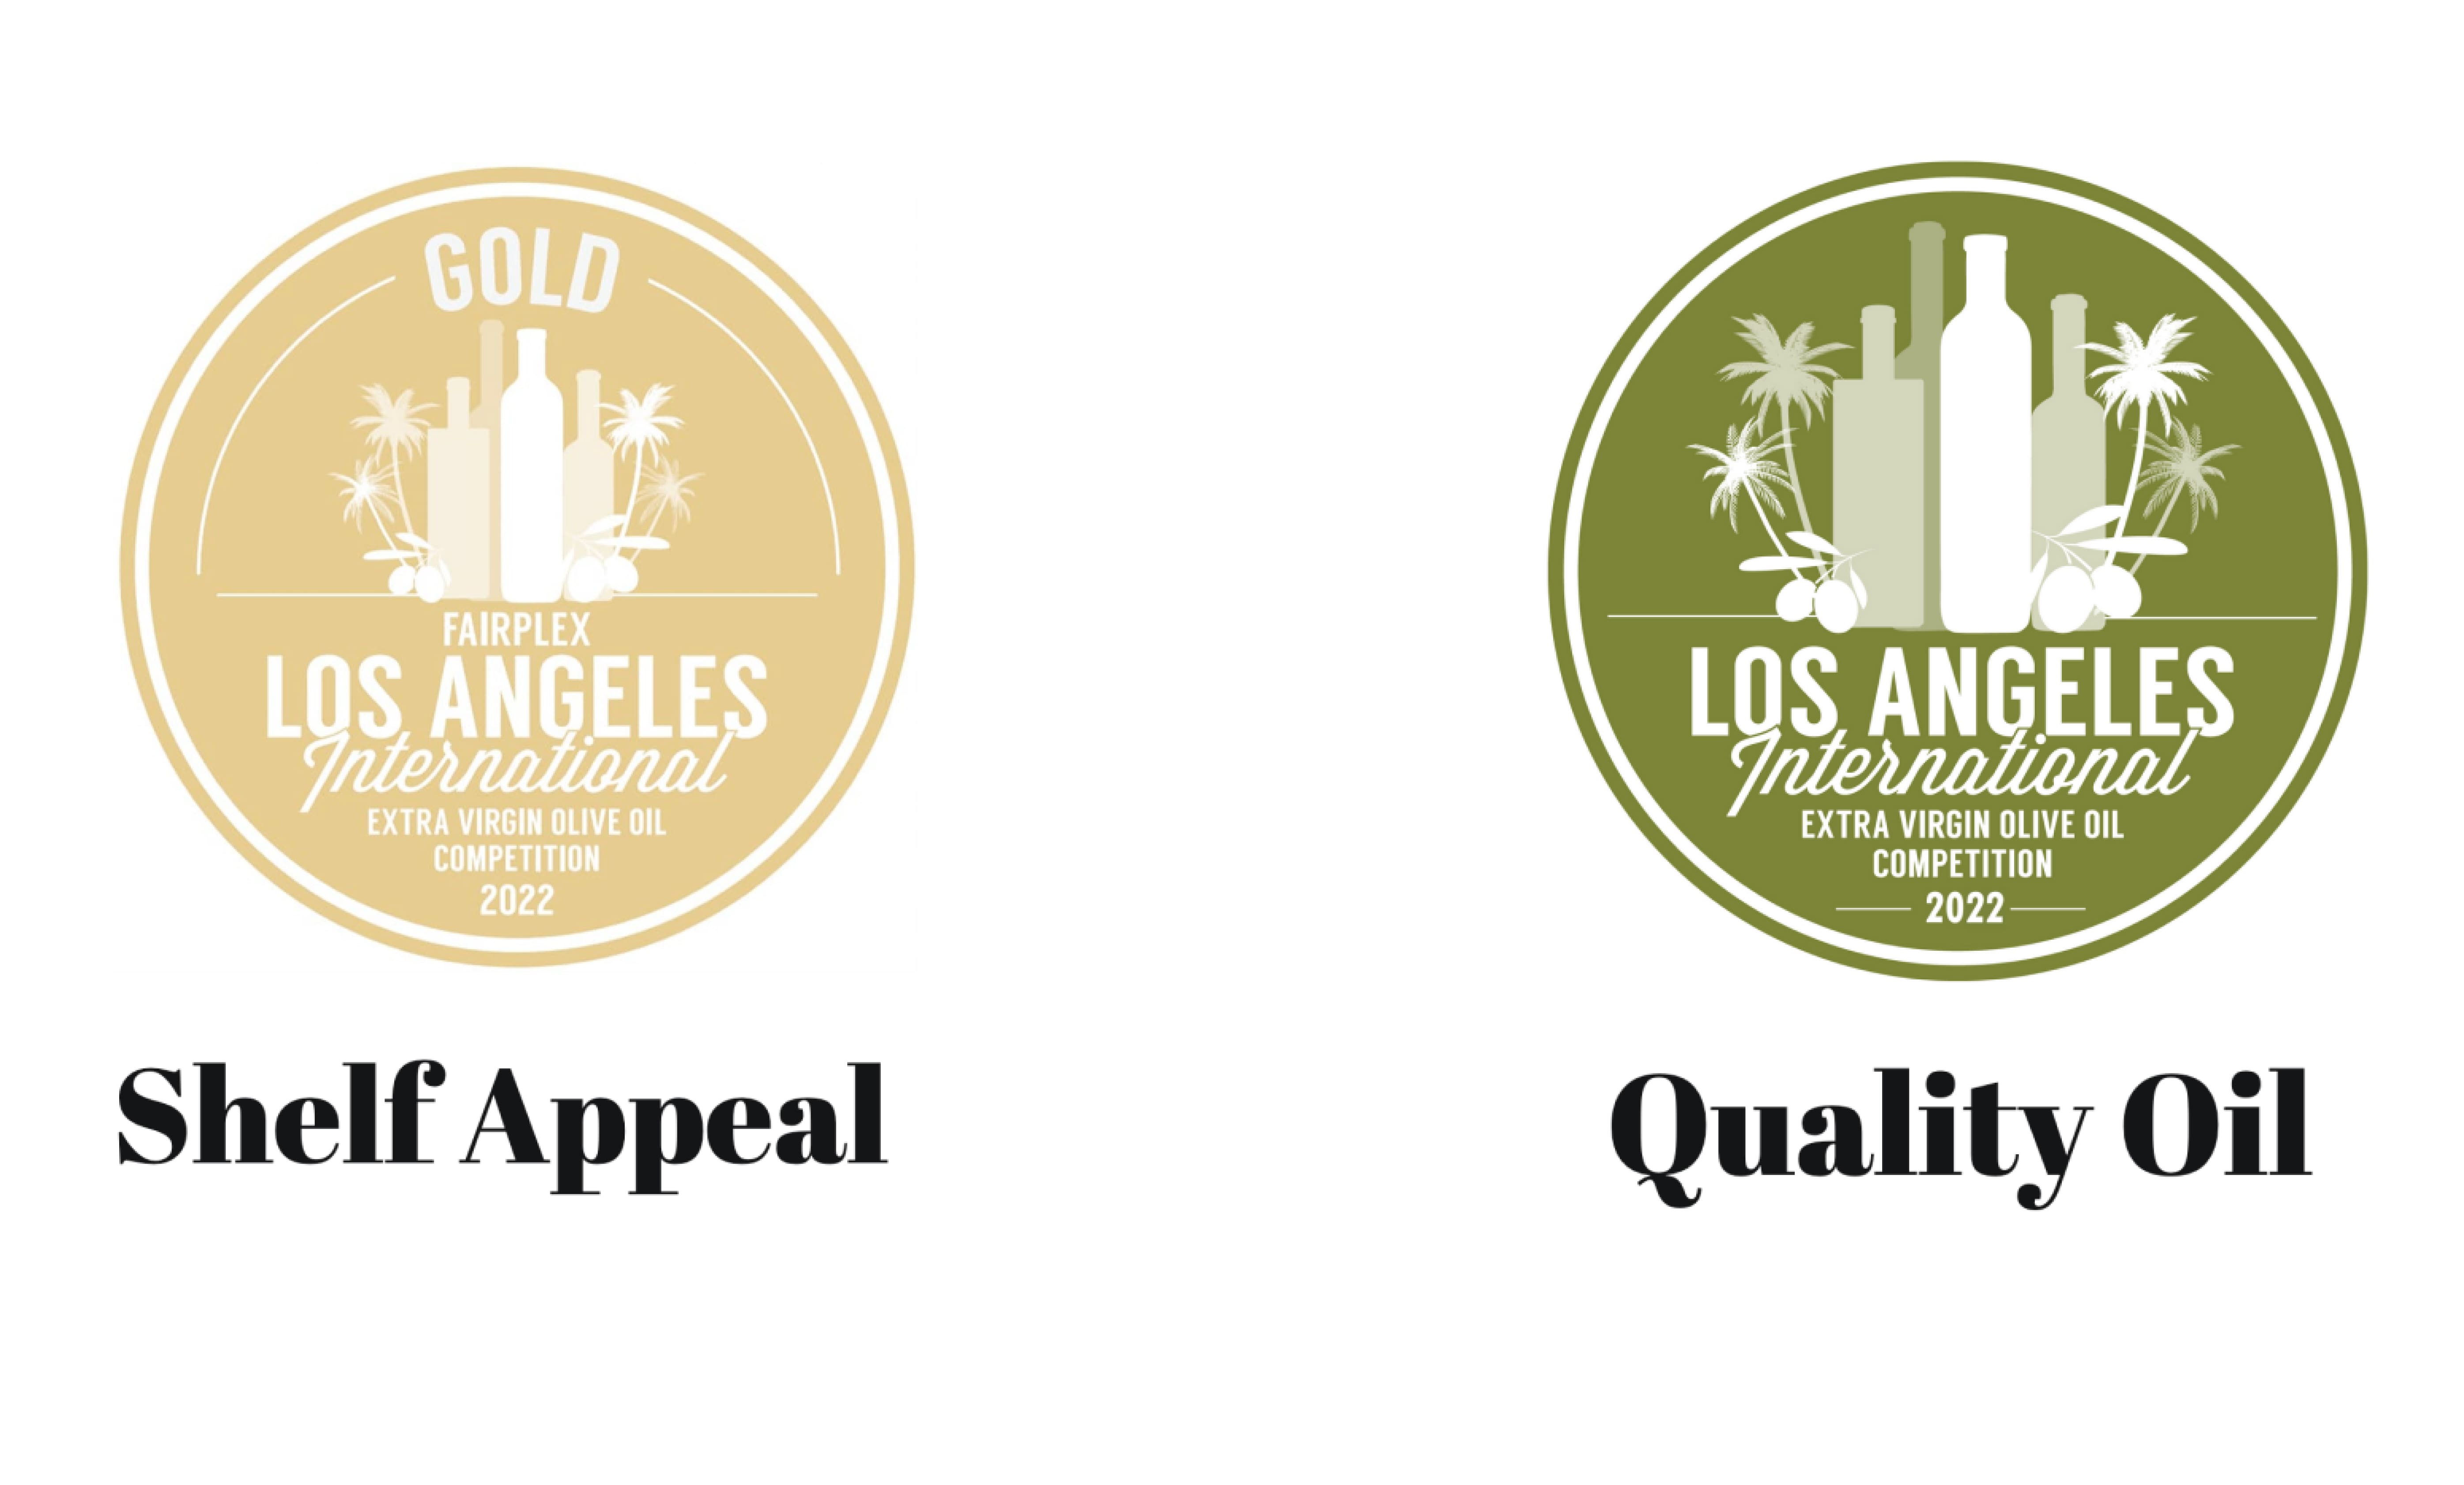 GOLD
FAIRPLEX
LOS ANGELES
International
EXTRA VIRGIN OLIVE OIL
COMPETITION
2022
Shelf Appeal
LOS ANGELES
International
EXTRA VIRGIN OLIVE OIL
COMPETITION
2022
Quality Oil